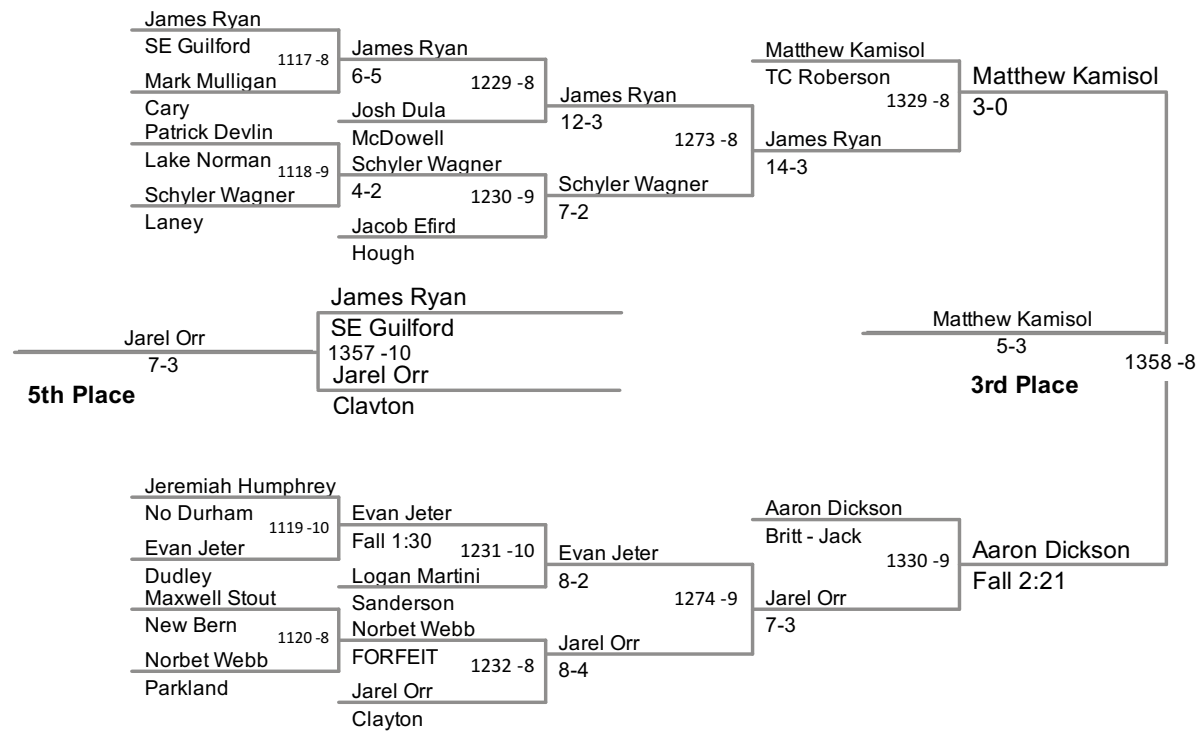 James Ryan
SE Guilford
1117 -8
Mark Mulligan
Cary
Patrick Devlin
Lake Norman
1118 -9
Schyler Wagner
Laney
James Ryan
6-5
1229 -8
Josh Dula
McDowell
Schyler Wagner
4-2
1230 -9
Jacob Efird
Hough
James Ryan
12-3
1273 -8
Schyler Wagner
7-2
Matthew Kamisol
TC Roberson
1329 -8
James Ryan
14-3
Matthew Kamisol
3-0
James Ryan
SE Guilford
1357 -10
Jarel Orr
Clayton
Jarel Orr
7-3
5th Place
Matthew Kamisol
5-3
3rd Place
1358 -8
Jeremiah Humphrey
No Durham
1119 -10
Evan Jeter
Dudley
Maxwell Stout
New Bern
1120 -8
Norbet Webb
Parkland
Evan Jeter
Fall 1:30
1231 -10
Logan Martini
Sanderson
Norbet Webb
FORFEIT
1232 -8
Jarel Orr
Clayton
Evan Jeter
8-2
1274 -9
Jarel Orr
8-4
Aaron Dickson
Britt - Jack
1330 -9
Jarel Orr
7-3
Aaron Dickson
Fall 2:21